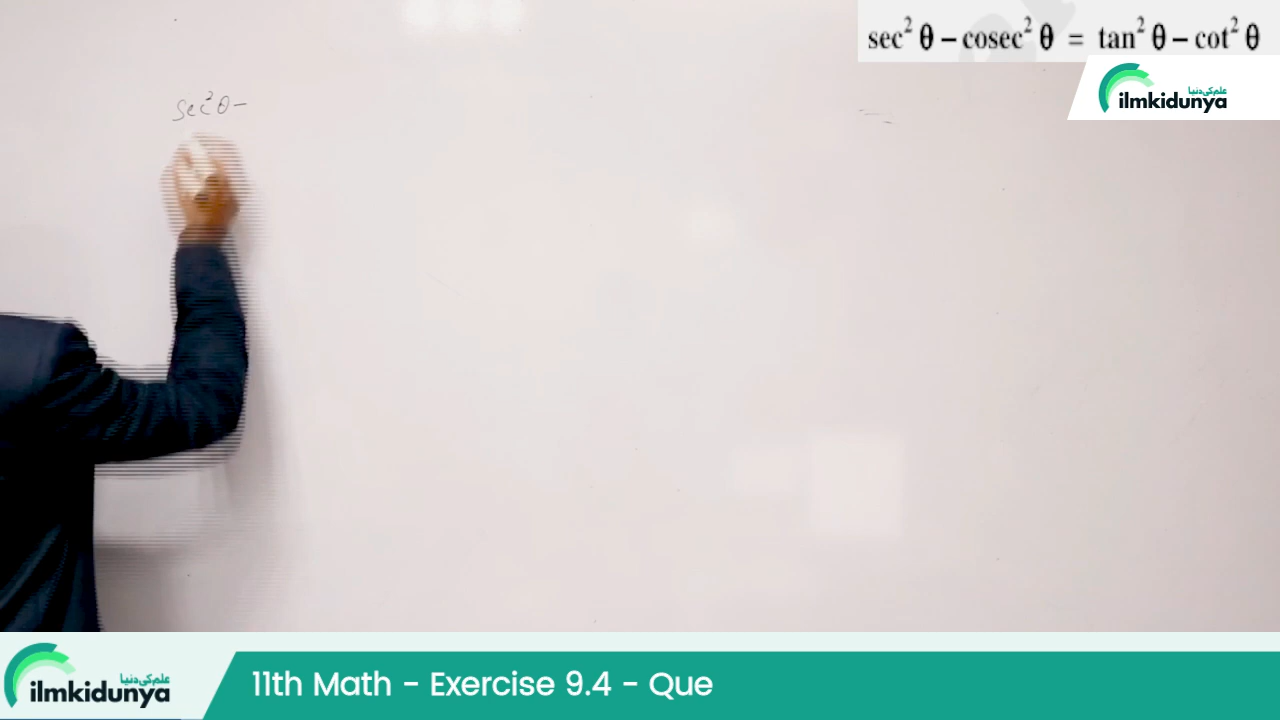 sec² θ – cosec² θ = tan² θ – cot² θ
علم کی دنیا
ilmkidunya
sec²θ –
علم کی دنیا
ilmkidunya
11th Math - Exercise 9.4 - Que